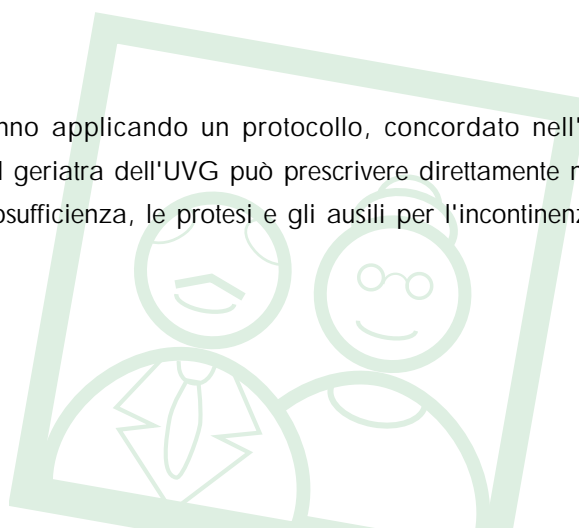 nno applicando un protocollo, concordato nell'
l geriatra dell'UVG può prescrivere direttamente
osufficienza, le protesi e gli ausili per l'incontinenz